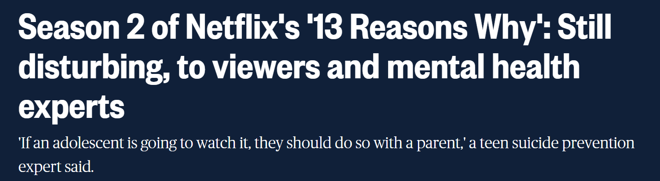 Season 2 of Netflix's '13 Reasons Why': Still
disturbing, to viewers and mental health
experts
'If an adolescent is going to watch it, they should do so with a parent,' a teen suicide prevention
expert said.